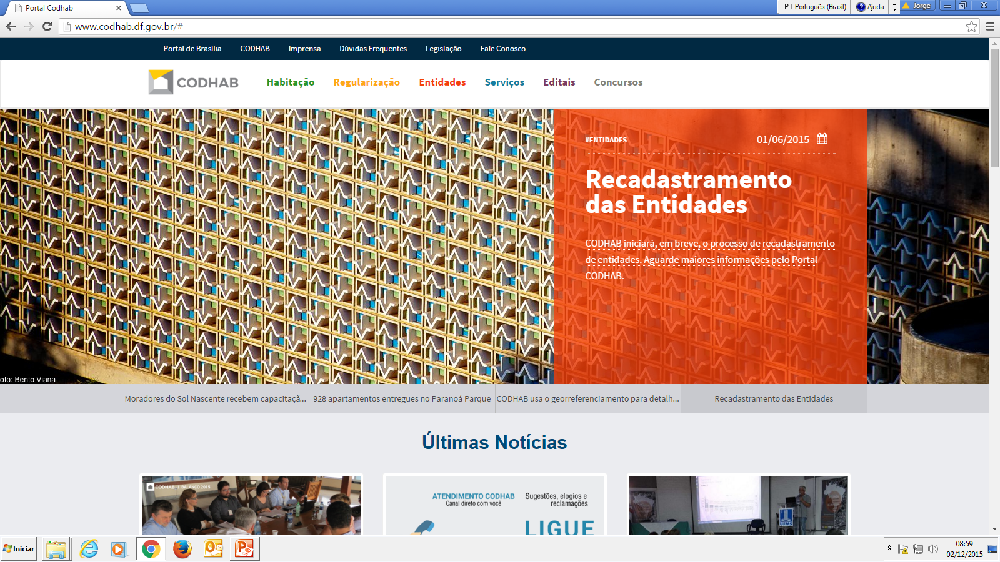 Portal Codhab
PT Português (Brasil)
Ajuda
Jorge
www.codhab.df.gov.br/#
Portal de Brasília
CODHAB
Imprensa
Dúvidas Frequentes
Legislação
Fale Conosco
CODHAB
Habitação
Regularização
Entidades
Serviços
Editais
Concursos
#ENTIDADES
01/06/2015
Recadastramento
das Entidades
CODHAB iniciará, em breve, o processo de recadastramento
de entidades. Aguarde maiores informações pelo Portal
CODHAB.
oto: Bento Viana
Moradores do Sol Nascente recebem capacitaçã...
928 apartamentos entregues no Paranoá Parque
CODHAB usa o georreferenciamento para detalh...
Recadastramento das Entidades
Últimas Notícias
CODHAB | BALANÇO 2015
ATENDIMENTO CODHAB
Canal direto com você
Sugestões, elogios e
reclamações
LIGUE
UFMS
Iniciar
08:59
02/12/2015